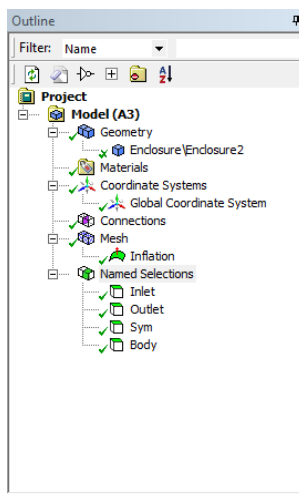 Outline
Filter: Name
Project
Model (A3)
Geometry
Enclosure\Enclosure2
Materials
Coordinate Systems
Global Coordinate System
Connections
Mesh
Inflation
Named Selections
Inlet
Outlet
Sym
Body